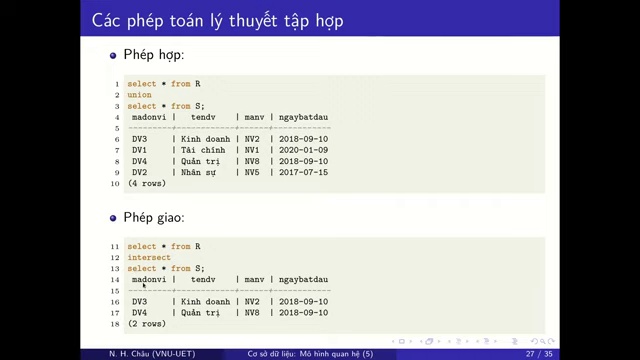 Các phép toán lý thuyết tập hợp
Phép hợp:
1 select * from R
2 union
3 select * from S;
4 madonvi | tendv | manv | ngaybatdau
5 ---------+------------+------+------------
6 DV3 | Kinh doanh | NV2 | 2018-09-10
7 DV1 | Tài chính | NV1 | 2020-01-09
8 DV4 | Quản trị | NV8 | 2018-09-10
9 DV2 | Nhân sự | NV5 | 2017-07-15
10 (4 rows)
Phép giao:
11 select * from R
12 intersect
13 select * from S;
14 madonvi | tendv | manv | ngaybatdau
15 ---------+------------+------+------------
16 DV3 | Kinh doanh | NV2 | 2018-09-10
17 DV4 | Quản trị | NV8 | 2018-09-10
18 (2 rows)
N. H. Châu (VNU-UET) Cơ sở dữ liệu: Mô hình quan hệ (5) 27 / 35